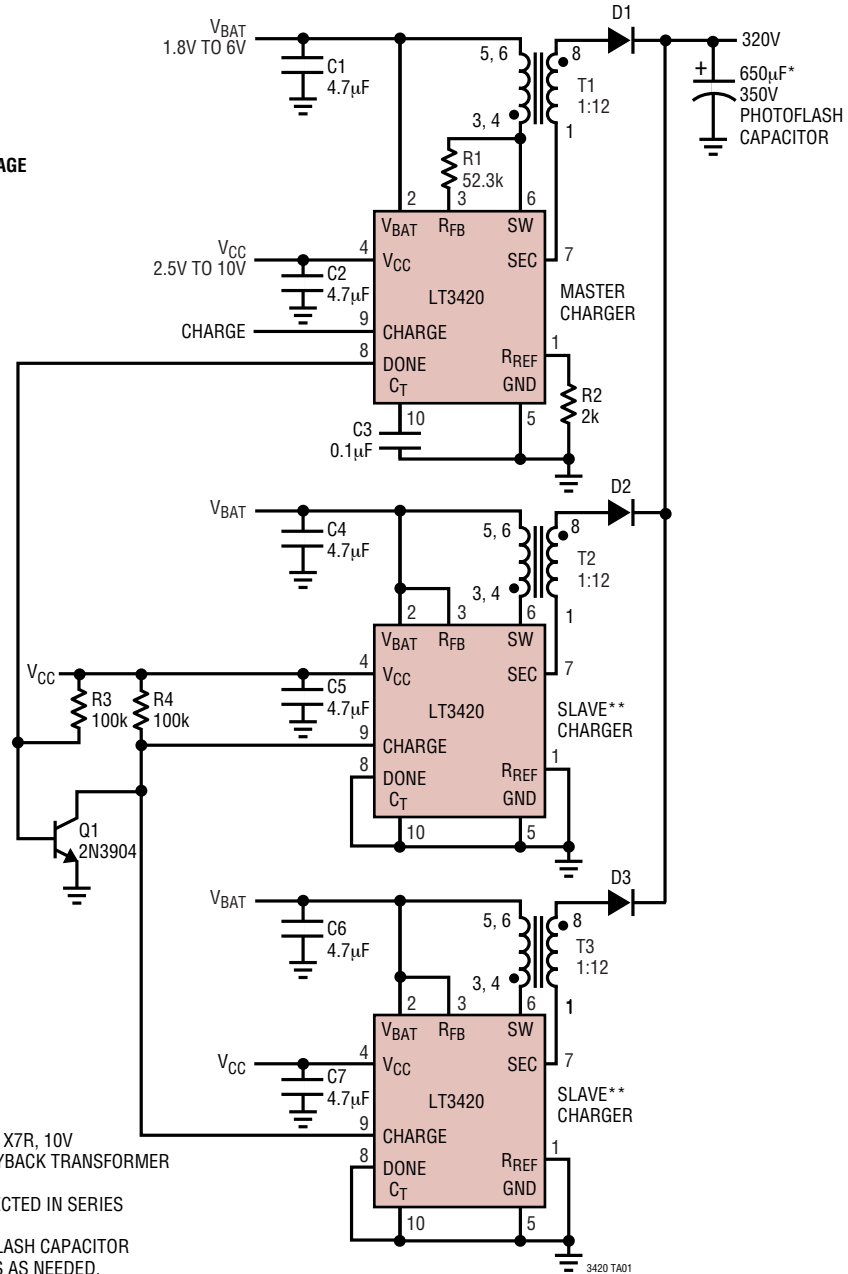 D1
VBAT
1.8V TO 6V
C1
4.7µF
5, 6
8
T1
1:12
3, 4
1
320V
+
650µF*
350V
PHOTOFLASH
CAPACITOR
AGE
R1
52.3k
2
3
6
VBAT
RFB
SW
VCC
2.5V TO 10V
4
VCC
SEC
7
C2
4.7µF
LT3420
MASTER
CHARGER
CHARGE
9
CHARGE
8
DONE
RREF
1
CT
GND
R2
2k
C3
0.1µF
10
5
D2
VBAT
C4
4.7µF
5, 6
8
T2
1:12
3, 4
2
3
6
1
VBAT
RFB
SW
VCC
4
VCC
SEC
7
R3
100k
R4
100k
C5
4.7µF
LT3420
SLAVE**
CHARGER
9
CHARGE
8
DONE
RREF
1
CT
GND
10
5
Q1
2N3904
D3
VBAT
C6
4.7µF
5, 6
8
T3
1:12
3, 4
2
3
6
1
VBAT
RFB
SW
VCC
4
VCC
SEC
7
C7
4.7µF
LT3420
SLAVE**
CHARGER
9
CHARGE
8
DONE
RREF
1
CT
GND
10
5
X7R, 10V
YBACK TRANSFORMER
ECTED IN SERIES
LASH CAPACITOR
S AS NEEDED.
3420 TA01